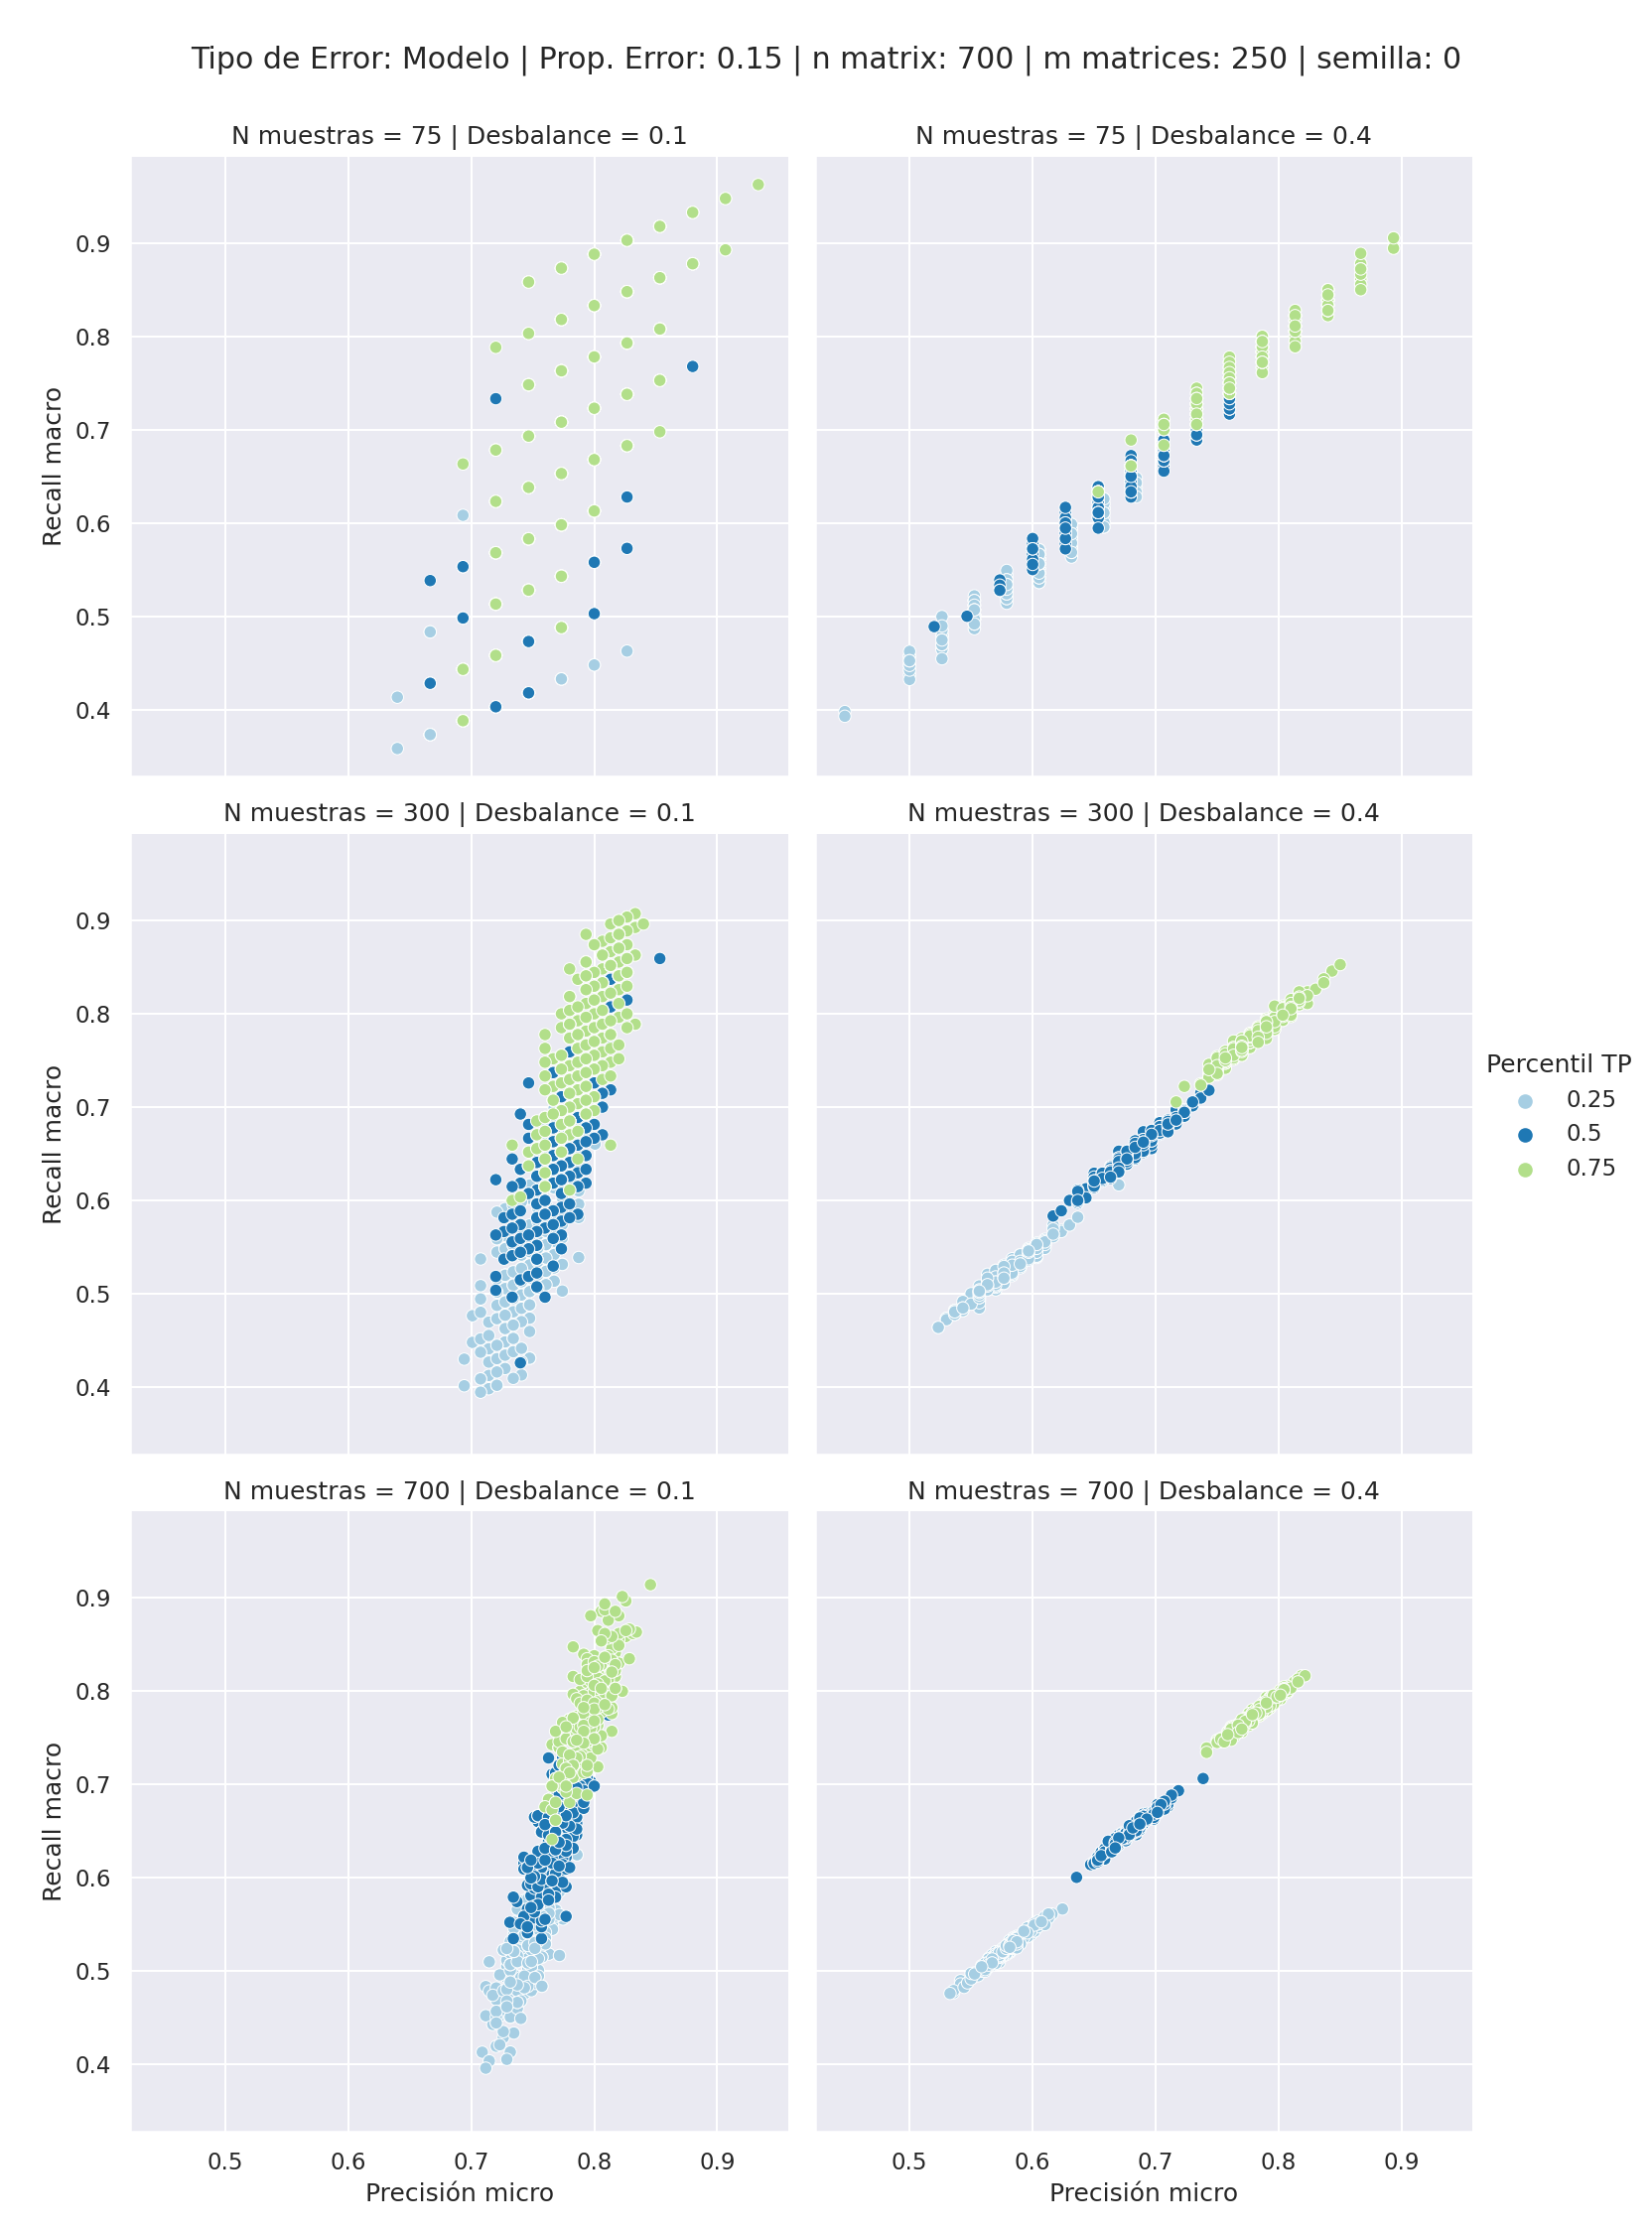 Tipo de Error: Modelo | Prop. Error: 0.15 | n matrix: 700 | m matrices: 250 | semilla: 0
N muestras = 75 | Desbalance = 0.1
N muestras = 75 | Desbalance = 0.4
0.9
0.8
0.7
0.6
0.5
0.4
Recall macro
N muestras = 300 | Desbalance = 0.1
N muestras = 300 | Desbalance = 0.4
0.9
0.8
0.7
0.6
0.5
0.4
Recall macro
Percentil TP
0.25
0.5
0.75
N muestras = 700 | Desbalance = 0.1
N muestras = 700 | Desbalance = 0.4
0.9
0.8
0.7
0.6
0.5
0.4
Recall macro
0.5 0.6 0.7 0.8 0.9
Precisión micro
0.5 0.6 0.7 0.8 0.9
Precisión micro